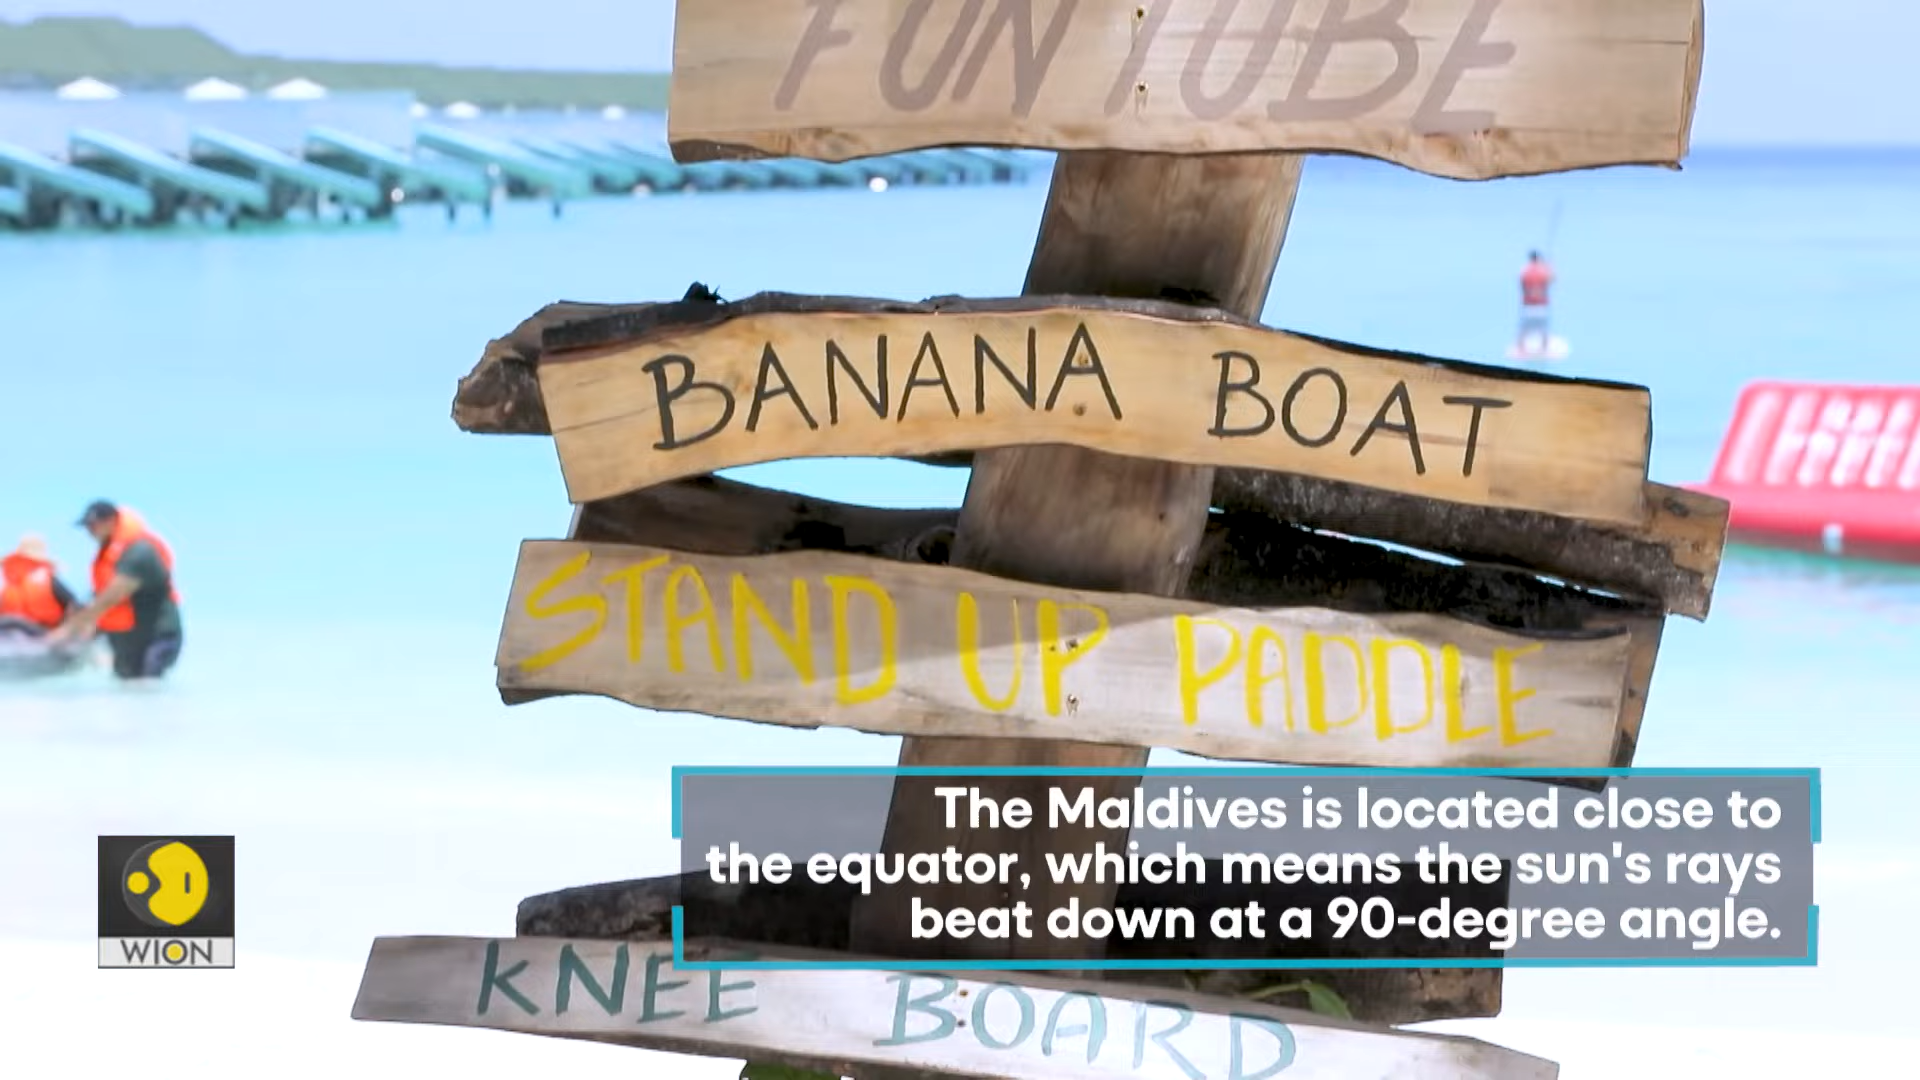 FUN TUBE
BANANA BOAT
STAND UP PADDLE
The Maldives is located close to
the equator, which means the sun's rays
beat down at a 90-degree angle.
WION
KNEE BOARD